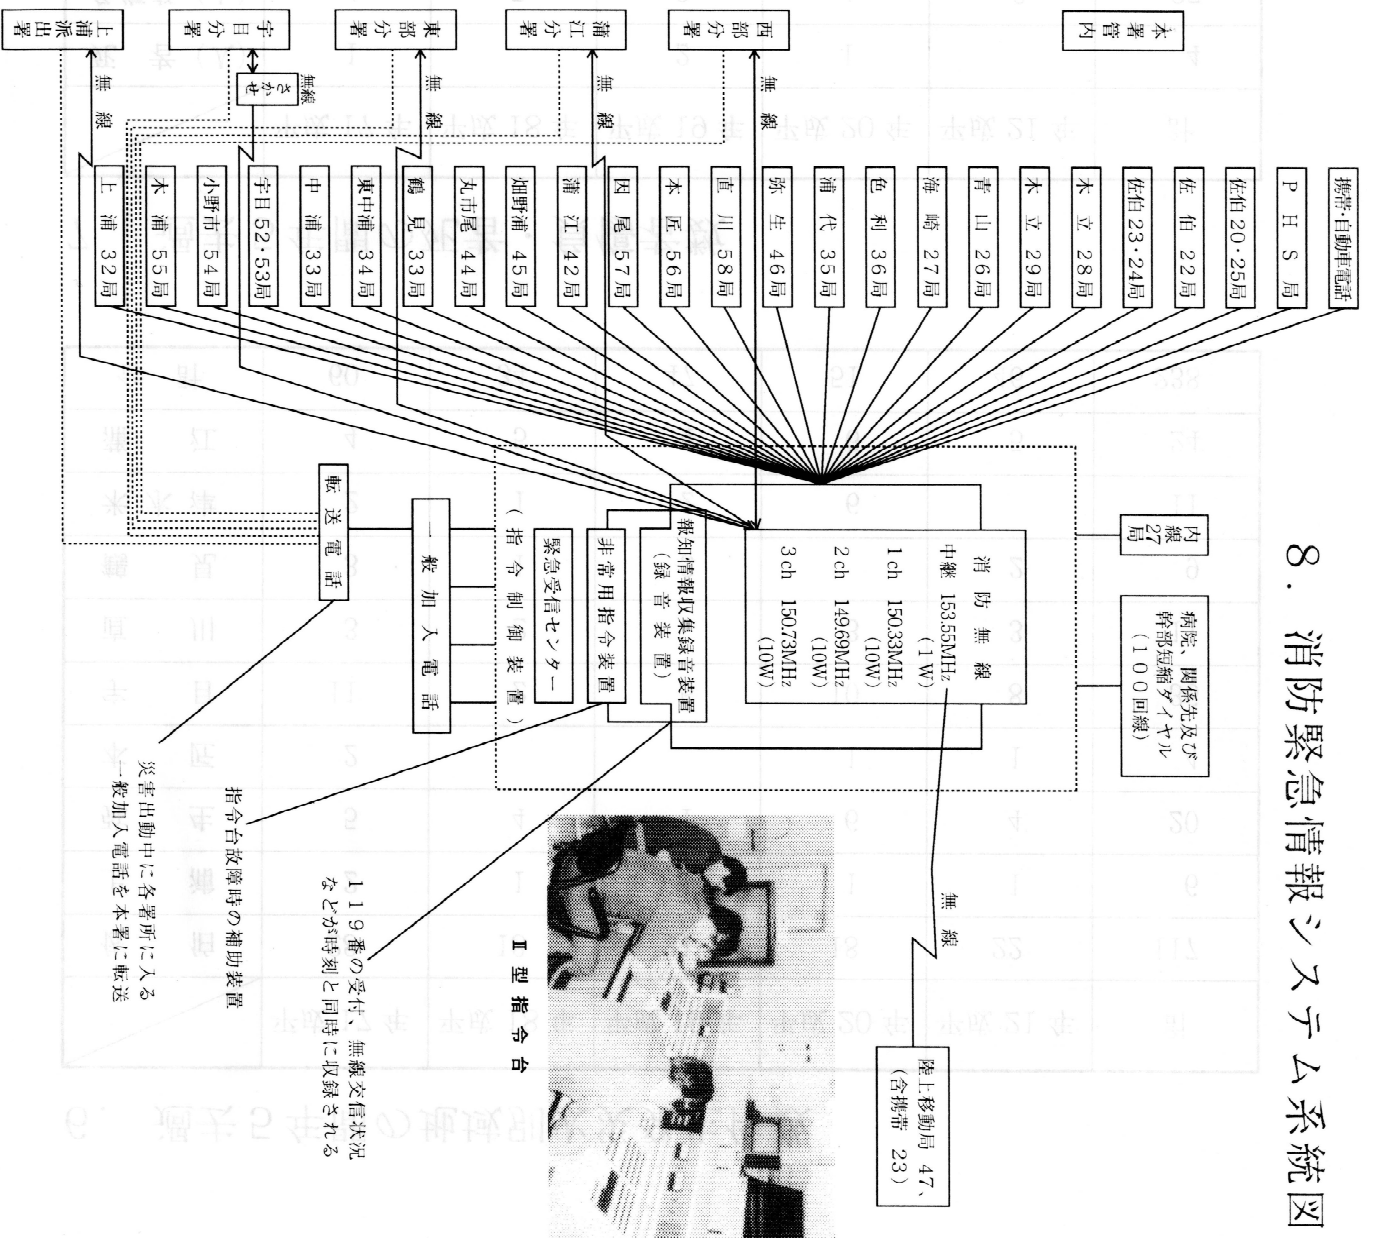 8. 消防緊急情報システム系統図
携帯・自動車電話
PHS局
佐伯20・25局
佐伯22局
佐伯23・24局
木立28局
木立29局
青山26局
海崎27局
色利36局
浦代35局
弥生46局
直川58局
本匠56局
因尾57局
蒲江42局
畑野浦45局
丸市尾44局
鶴見33局
東中浦34局
中浦33局
宇目52・53局
小野市54局
木浦55局
上浦32局
本署管内
西部分署
無線
蒲江分署
無線
東部分署
無線
宇目分署
無線
さかせ
上浦派出署
無線
内線27局
病院、関係先及び
幹部短縮ダイヤル
(100回線)
消防無線
中継 153.55MHz
(1W)
1ch 150.33MHz
(10W)
2ch 149.69MHz
(10W)
3ch 150.73MHz
(10W)
報知情報収集録音装置
(録音装置)
非常用指令装置
緊急受信センター
(指令制御装置)
一般加入電話
転送電話
無線
陸上移動局 47、
(含携帯 23)
Ⅱ型指令台
119番の受付、無線交信状況
などが時刻と同時に収録される
指令台故障時の補助装置
災害出動中に各署所に入る
一般加入電話を本署に転送